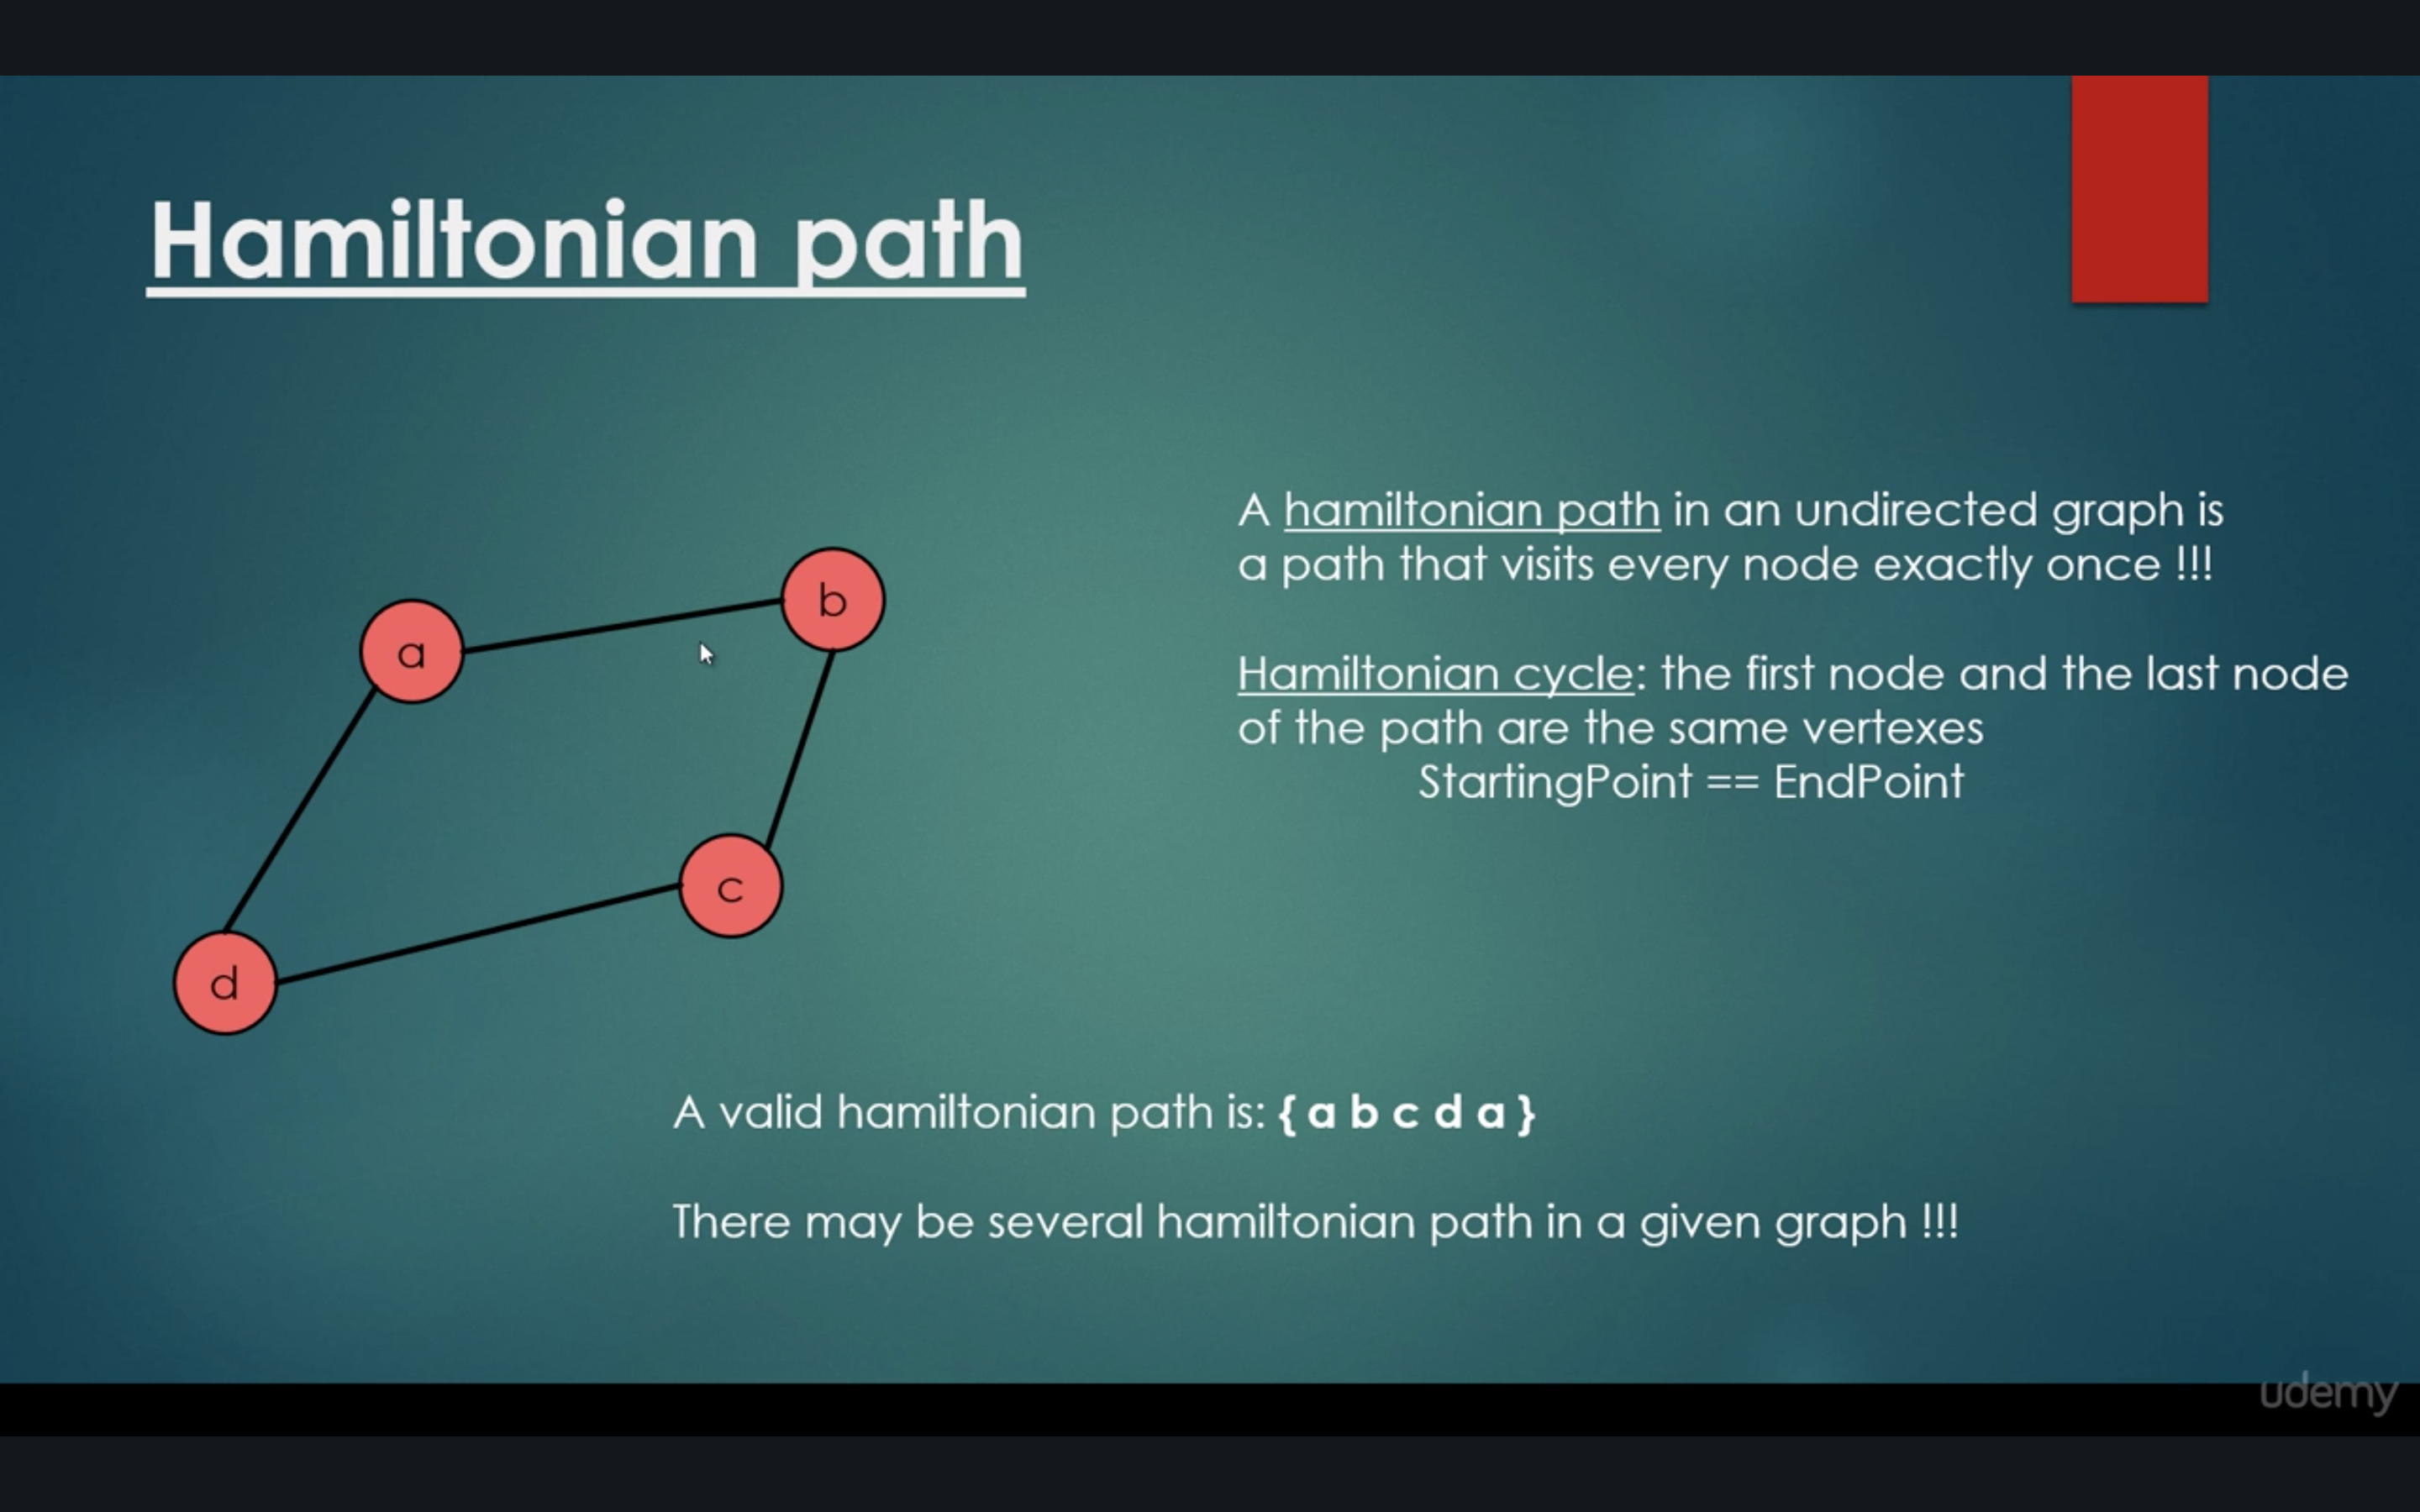 Hamiltonian path
a
b
c
d
A hamiltonian path in an undirected graph is
a path that visits every node exactly once !!!
Hamiltonian cycle: the first node and the last node
of the path are the same vertexes
StartingPoint == EndPoint
A valid hamiltonian path is: { a b c d a }
There may be several hamiltonian path in a given graph !!!
udemy